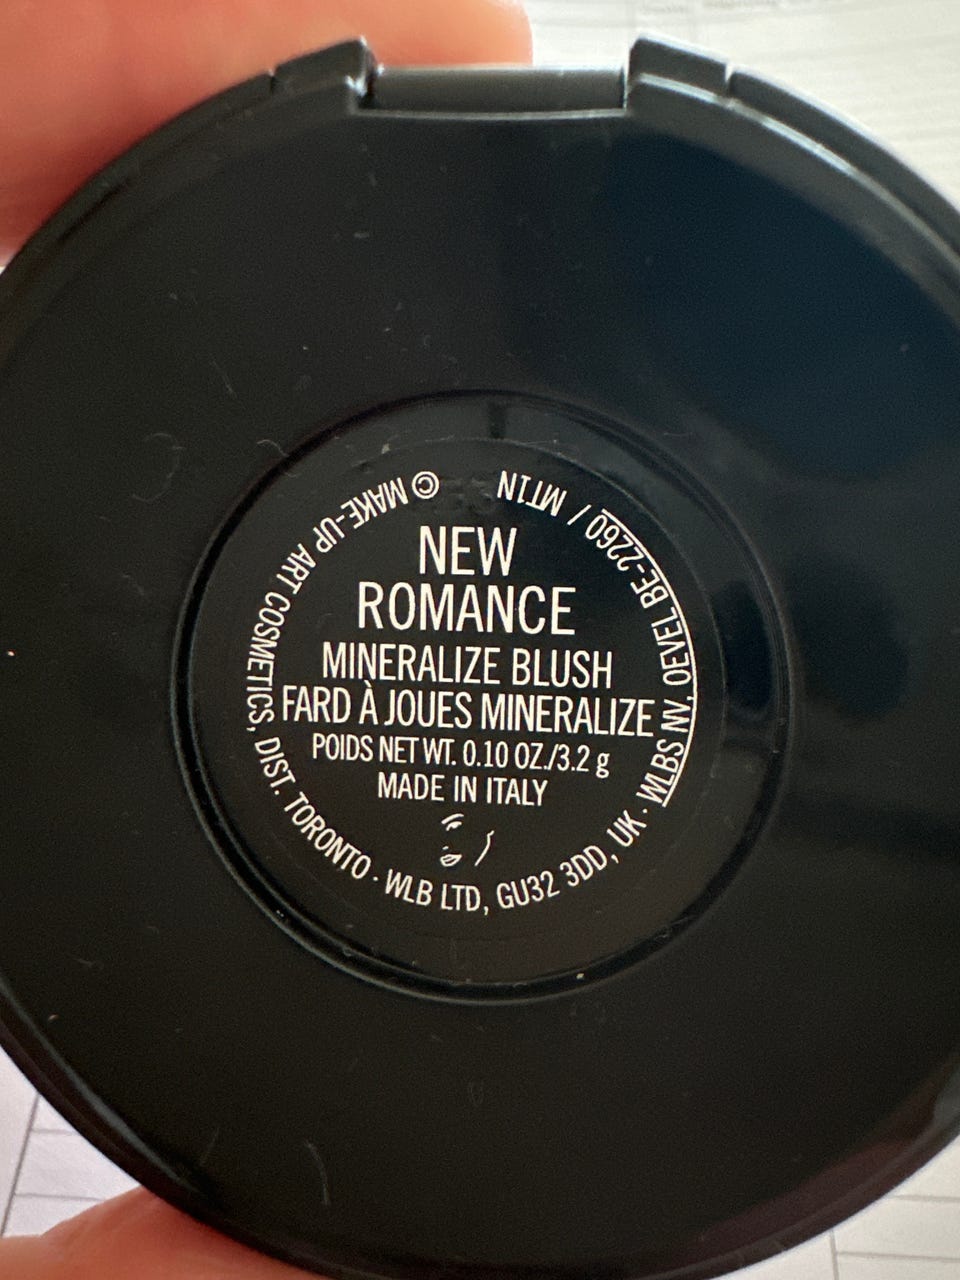 NEW
ROMANCE
MINERALIZE BLUSH
FARD À JOUES MINERALIZE
POIDS NET WT. 0.10 OZ./3.2 g
MADE IN ITALY
© MAKE-UP ART COSMETICS, DIST. TORONTO · WLB LTD, GU32 3DD, UK · WLBS NV, OEVEL BE-2260 / MT1N